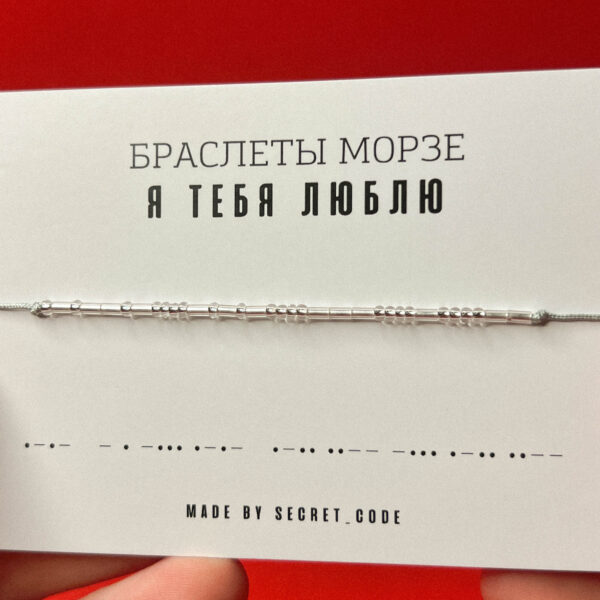 БРАСЛЕТЫ МОРЗЕ
Я ТЕБЯ ЛЮБЛЮ
•–•– – • –••• •–•– •–•• ••–– –••• •–•• ••––
MADE BY SECRET_CODE